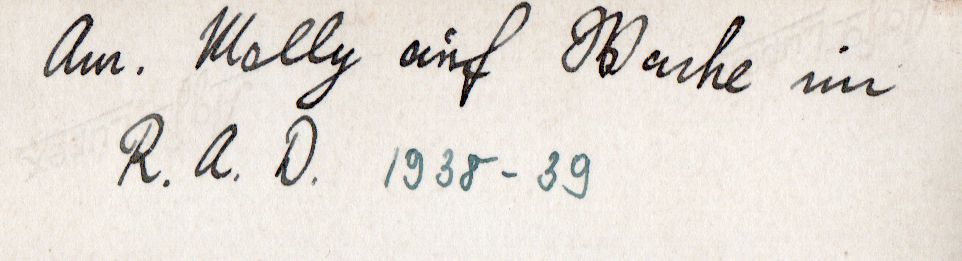 Am. Molly auf Wache im
R. A. D. 1938-39